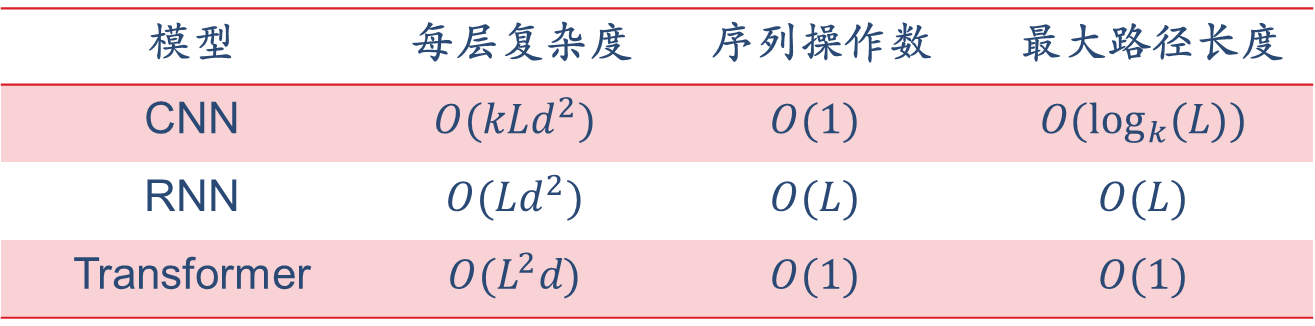 模型 每层复杂度 序列操作数 最大路径长度
CNN O(kLd²) O(1) O(logₖ(L))
RNN O(Ld²) O(L) O(L)
Transformer O(L²d) O(1) O(1)